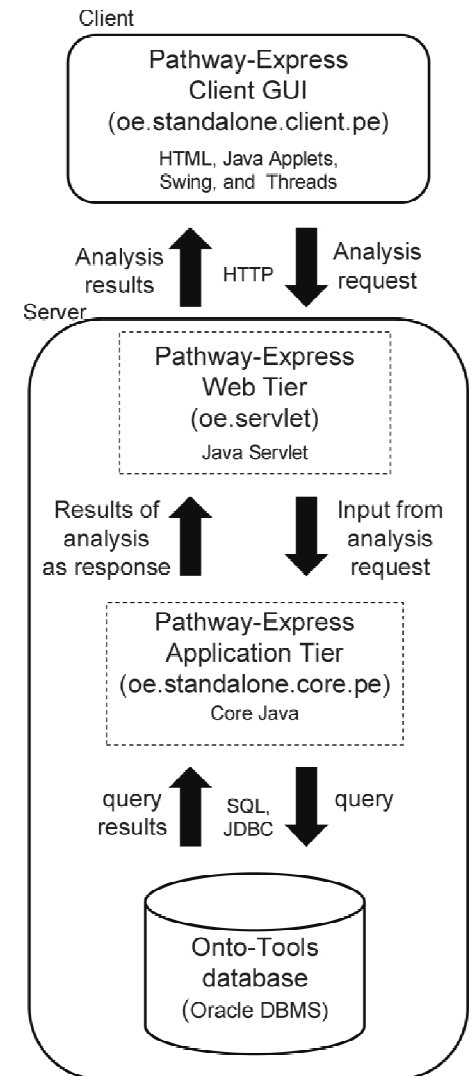 Client
Pathway-Express
Client GUI
(oe.standalone.client.pe)
HTML, Java Applets,
Swing, and Threads
Analysis
results
HTTP
Analysis
request
Server
Pathway-Express
Web Tier
(oe.servlet)
Java Servlet
Results of
analysis
as response
Input from
analysis
request
Pathway-Express
Application Tier
(oe.standalone.core.pe)
Core Java
query
results
SQL,
JDBC
query
Onto-Tools
database
(Oracle DBMS)